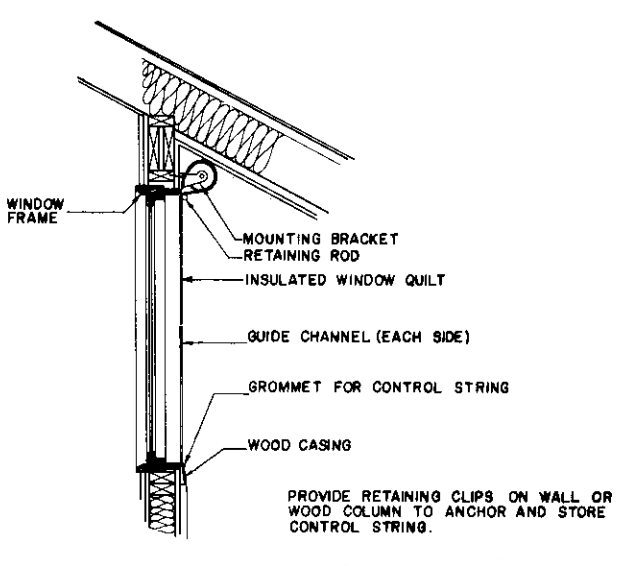 WINDOW
FRAME
MOUNTING BRACKET
RETAINING ROD
INSULATED WINDOW QUILT
GUIDE CHANNEL (EACH SIDE)
GROMMET FOR CONTROL STRING
WOOD CASING
PROVIDE RETAINING CLIPS ON WALL OR
WOOD COLUMN TO ANCHOR AND STORE
CONTROL STRING.